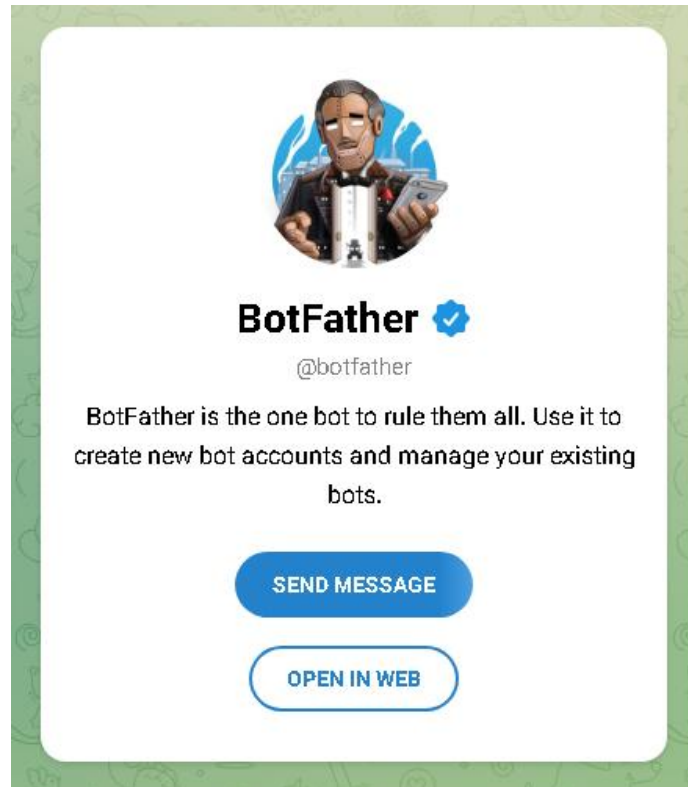 BotFather
@botfather
BotFather is the one bot to rule them all. Use it to
create new bot accounts and manage your existing
bots.
SEND MESSAGE
OPEN IN WEB